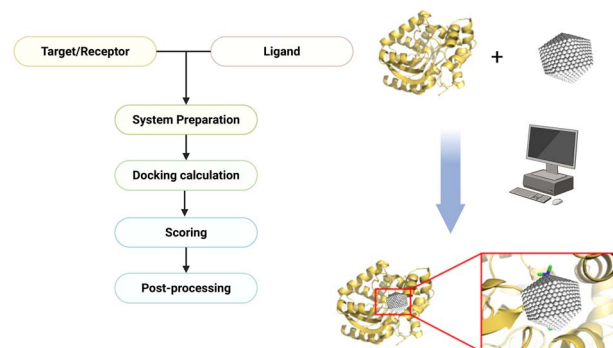 Target/Receptor
Ligand
+
System Preparation
Docking calculation
Scoring
Post-processing